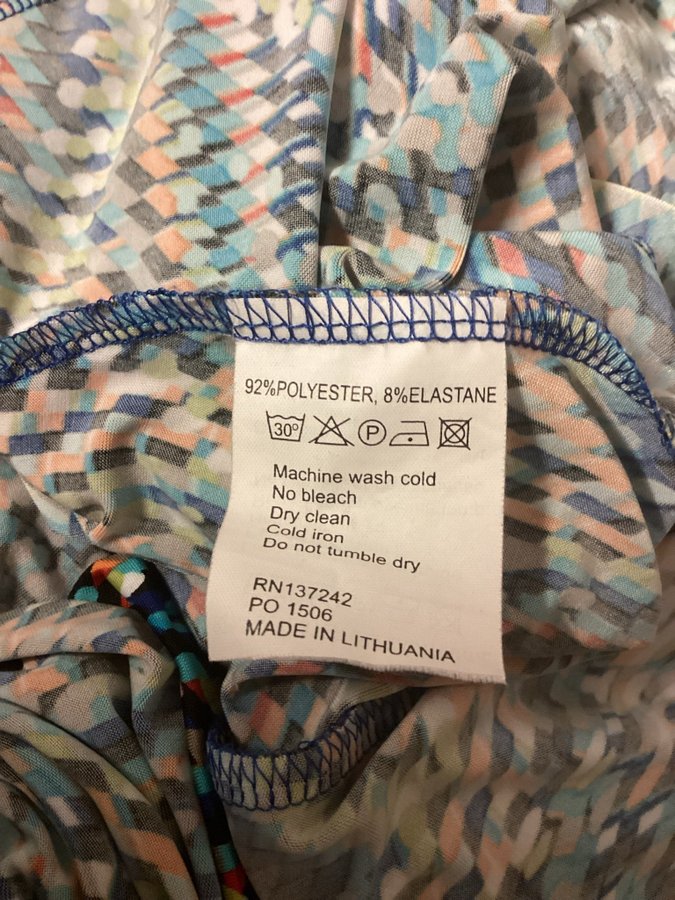 92%POLYESTER, 8%ELASTANE
30° P
Machine wash cold
No bleach
Dry clean
Cold iron
Do not tumble dry
RN137242
PO 1506
MADE IN LITHUANIA